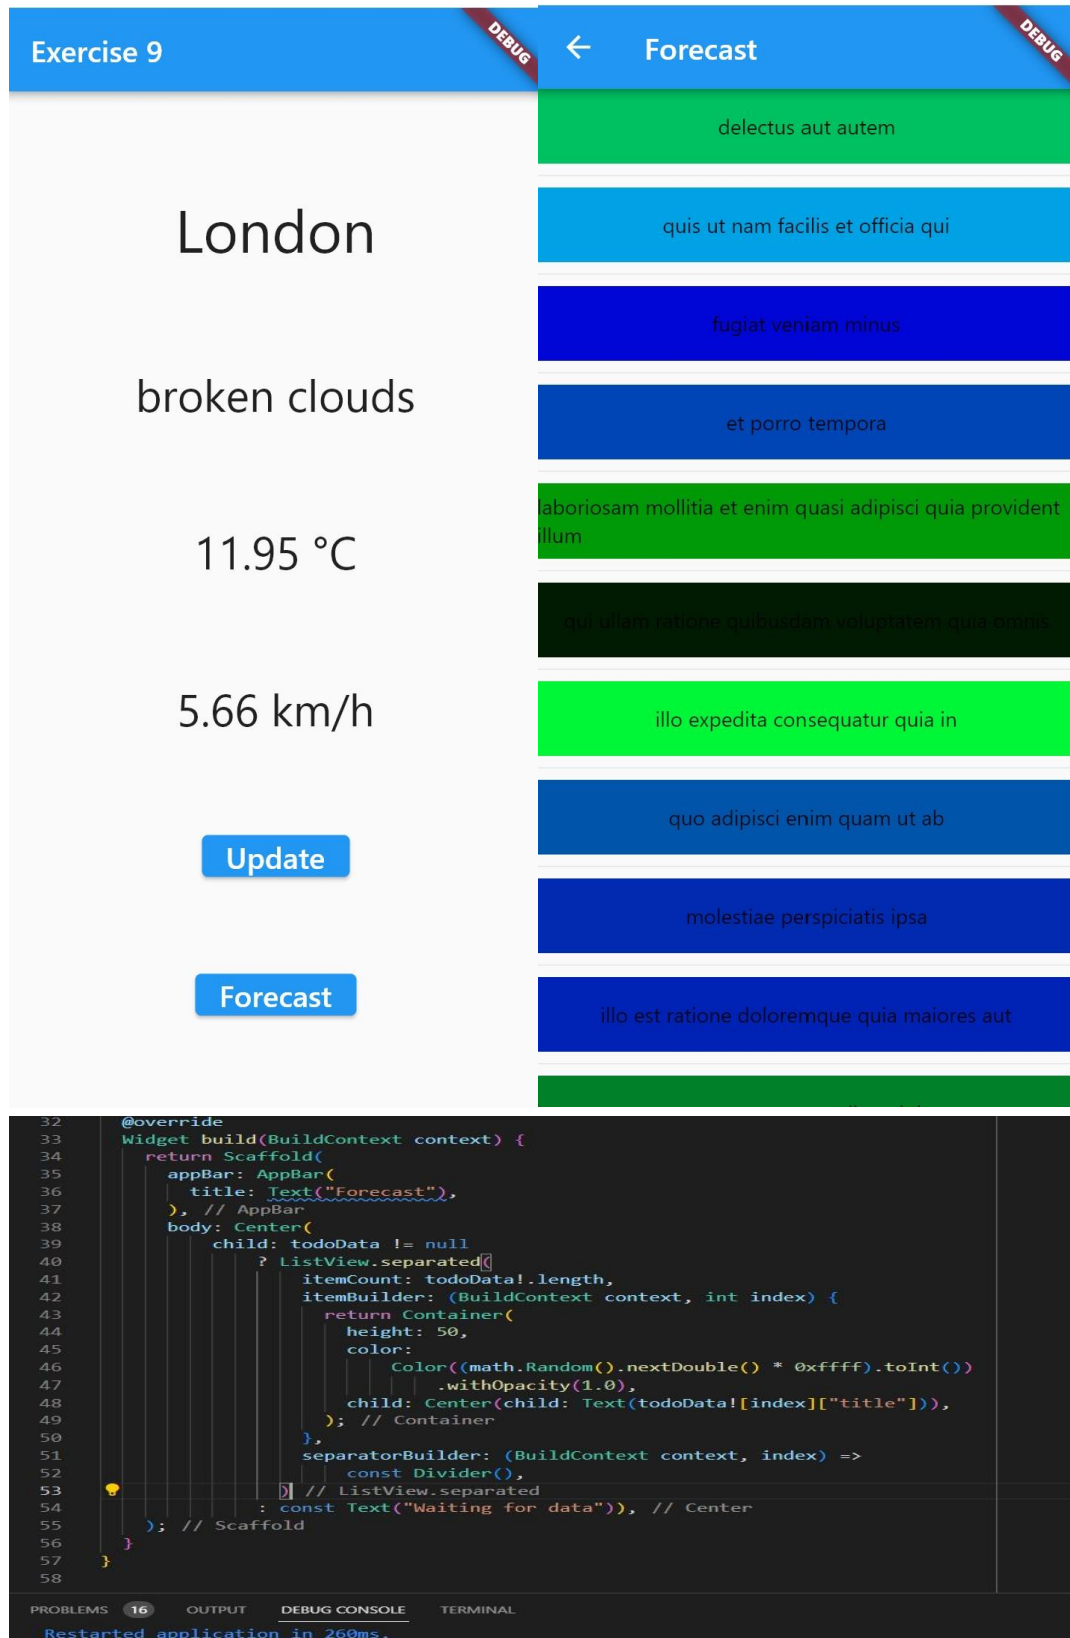 Exercise 9
DEBUG
London
broken clouds
11.95 °C
5.66 km/h
Update
Forecast
Forecast
DEBUG
delectus aut autem
quis ut nam facilis et officia qui
fugiat veniam minus
et porro tempora
laboriosam mollitia et enim quasi adipisci quia provident
illum
qui ullam ratione quibusdam voluptatem quia omnis
illo expedita consequatur quia in
quo adipisci enim quam ut ab
molestiae perspiciatis ipsa
illo est ratione doloremque quia maiores aut
32 @override
33 Widget build(BuildContext context) {
34 return Scaffold(
35 appBar: AppBar(
36 title: Text("Forecast"),
37 ), // AppBar
38 body: Center(
39 child: todoData != null
40 ? ListView.separated(
41 itemCount: todoData!.length,
42 itemBuilder: (BuildContext context, int index) {
43 return Container(
44 height: 50,
45 color:
46 Color((math.Random().nextDouble() * 0xffff).toInt())
47 .withOpacity(1.0),
48 child: Center(child: Text(todoData![index]["title"])),
49 ); // Container
50 },
51 separatorBuilder: (BuildContext context, index) =>
52 const Divider(),
53 ) // ListView.separated
54 : const Text("Waiting for data")), // Center
55 ); // Scaffold
56 }
57 }
58
PROBLEMS 16 OUTPUT DEBUG CONSOLE TERMINAL
Restarted application in 260ms.